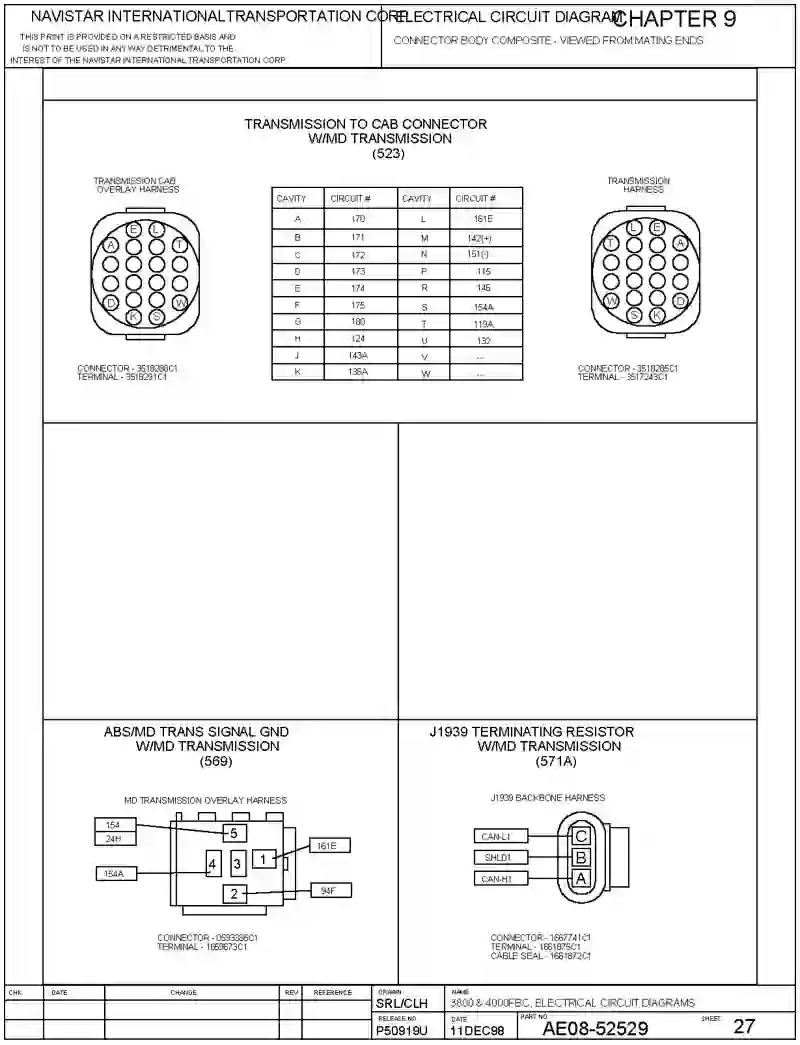 NAVISTAR INTERNATIONAL TRANSPORTATION CORP.
THIS PRINT IS PROVIDED ON A RESTRICTED BASIS AND
IS NOT TO BE USED IN ANY WAY DETRIMENTAL TO THE
INTEREST OF THE NAVISTAR INTERNATIONAL TRANSPORTATION CORP.
ELECTRICAL CIRCUIT DIAGRAM
CHAPTER 9
CONNECTOR BODY COMPOSITE - VIEWED FROM MATING ENDS
TRANSMISSION TO CAB CONNECTOR
W/MD TRANSMISSION
(523)
TRANSMISSION CAB
OVERLAY HARNESS
E L
A T
D W
K S
CONNECTOR - 3518288C1
TERMINAL - 3518291C1
CAVITY CIRCUIT # CAVITY CIRCUIT #
A 170 L 161E
B 171 M 142(+)
C 172 N 151(-)
D 173 P 115
E 174 R 146
F 175 S 154A
G 180 T 119A
H 124 U 132
J 143A V ---
K 136A W ---
TRANSMISSION
HARNESS
L E
T A
W D
S K
CONNECTOR - 3518285C1
TERMINAL - 3517243C1
ABS/MD TRANS SIGNAL GND
W/MD TRANSMISSION
(569)
MD TRANSMISSION OVERLAY HARNESS
154
24H
154A
5
4 3 1
2
161E
94F
CONNECTOR - 0593336C1
TERMINAL - 1659873C1
J1939 TERMINATING RESISTOR
W/MD TRANSMISSION
(571A)
J1939 BACKBONE HARNESS
CAN-L1 C
SHLD1 B
CAN-H1 A
CONNECTOR - 1667741C1
TERMINAL - 1661875C1
CABLE SEAL - 1661872C1
CHK DATE CHANGE REV REFERENCE
DRAWN
SRL/CLH
NAME
3800 & 4000FBC, ELECTRICAL CIRCUIT DIAGRAMS
RELEASE NO.
P50919U
DATE
11DEC98
PART NO.
AE08-52529
SHEET
27